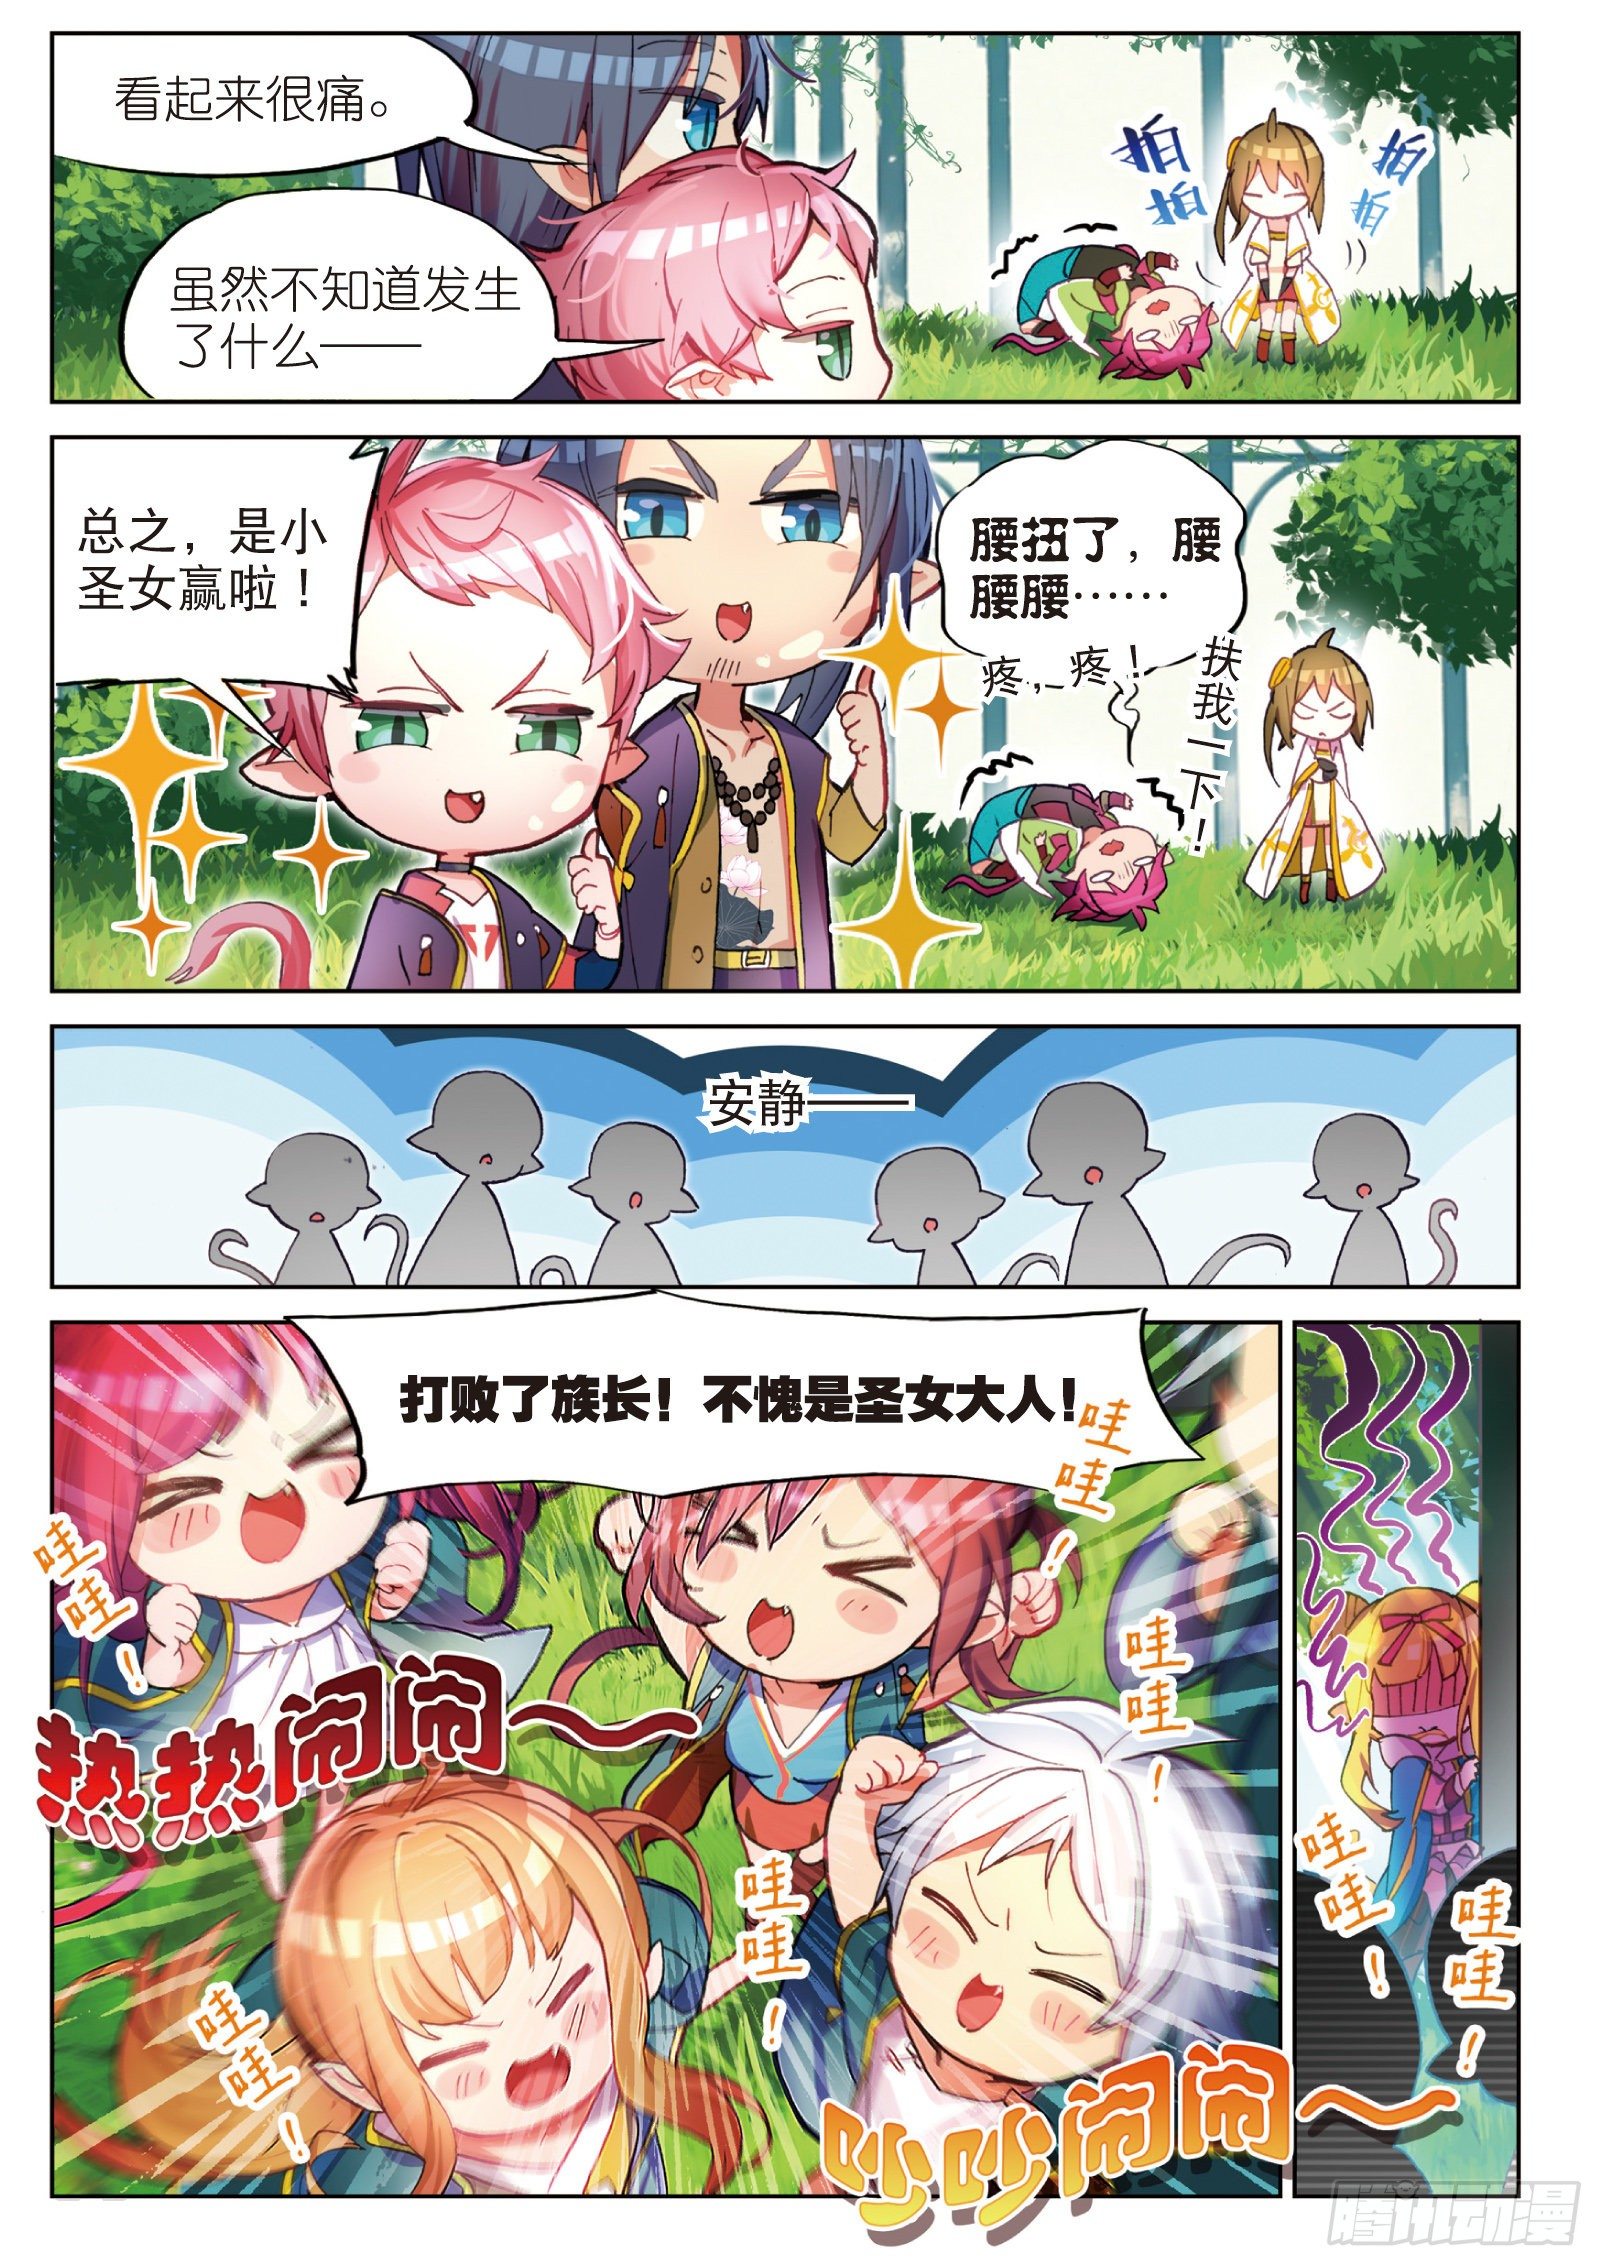 看起来很痛。
虽然不知道发生
了什么——
拍
拍
拍
拍
总之，是小
圣女赢啦！
腰扭了，腰
腰腰……
疼，疼！
扶我一下！
安静——
打败了族长！不愧是圣女大人！
哇
哇！
哇
哇！
热热闹闹～
哇
哇！
哇
哇！
哇
哇！
哇
哇！
哇
哇！
吵吵闹闹～
腾讯动漫